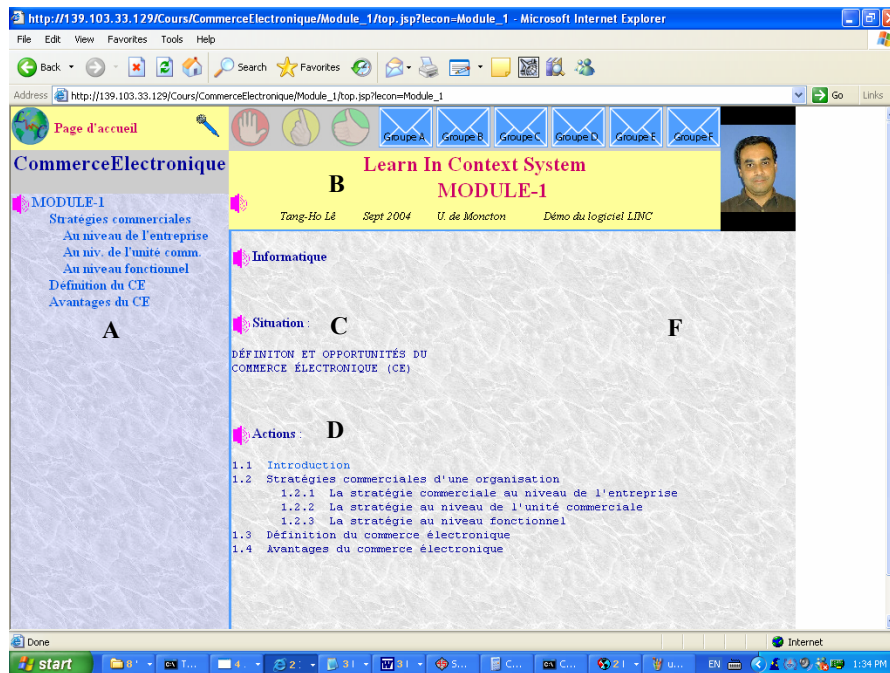 http://139.103.33.129/Cours/CommerceElectronique/Module_1/top.jsp?lecon=Module_1 - Microsoft Internet Explorer
File Edit View Favorites Tools Help
Back Search Favorites
Address http://139.103.33.129/Cours/CommerceElectronique/Module_1/top.jsp?lecon=Module_1 Go Links
Page d'accueil
Groupe A Groupe B Groupe C Groupe D Groupe E Groupe F
CommerceElectronique
Learn In Context System
B
MODULE-1
Tang-Ho Lê Sept 2004 U. de Moncton Démo du logiciel LINC
MODULE-1
Stratégies commerciales
Au niveau de l'entreprise
Au niv. de l'unité comm.
Au niveau fonctionnel
Définition du CE
Avantages du CE
A
Informatique
Situation : C
F
DÉFINITON ET OPPORTUNITÉS DU
COMMERCE ÉLECTRONIQUE (CE)
Actions : D
1.1 Introduction
1.2 Stratégies commerciales d'une organisation
1.2.1 La stratégie commerciale au niveau de l'entreprise
1.2.2 La stratégie au niveau de l'unité commerciale
1.2.3 La stratégie au niveau fonctionnel
1.3 Définition du commerce électronique
1.4 Avantages du commerce électronique
Done Internet
start 8 T... 4. 2 3 3 S... C... C... 2 u... EN 1:34 PM